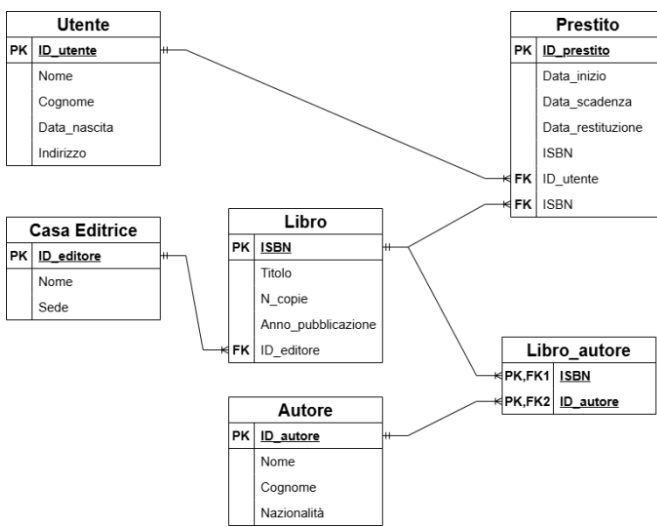 Utente
PK ID_utente
Nome
Cognome
Data_nascita
Indirizzo
Prestito
PK ID_prestito
Data_inizio
Data_scadenza
Data_restituzione
ISBN
FK ID_utente
FK ISBN
Casa Editrice
PK ID_editore
Nome
Sede
Libro
PK ISBN
Titolo
N_copie
Anno_pubblicazione
FK ID_editore
Libro_autore
PK,FK1 ISBN
PK,FK2 ID_autore
Autore
PK ID_autore
Nome
Cognome
Nazionalità